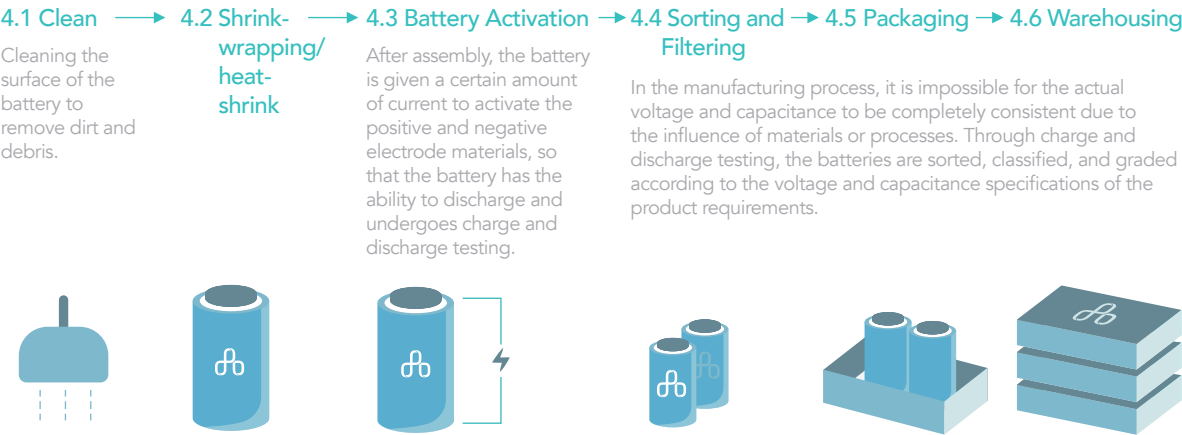 4.1 Clean
Cleaning the
surface of the
battery to
remove dirt and
debris.
4.2 Shrink-
wrapping/
heat-
shrink
4.3 Battery Activation
After assembly, the battery
is given a certain amount
of current to activate the
positive and negative
electrode materials, so
that the battery has the
ability to discharge and
undergoes charge and
discharge testing.
4.4 Sorting and
Filtering
4.5 Packaging
4.6 Warehousing
In the manufacturing process, it is impossible for the actual
voltage and capacitance to be completely consistent due to
the influence of materials or processes. Through charge and
discharge testing, the batteries are sorted, classified, and graded
according to the voltage and capacitance specifications of the
product requirements.